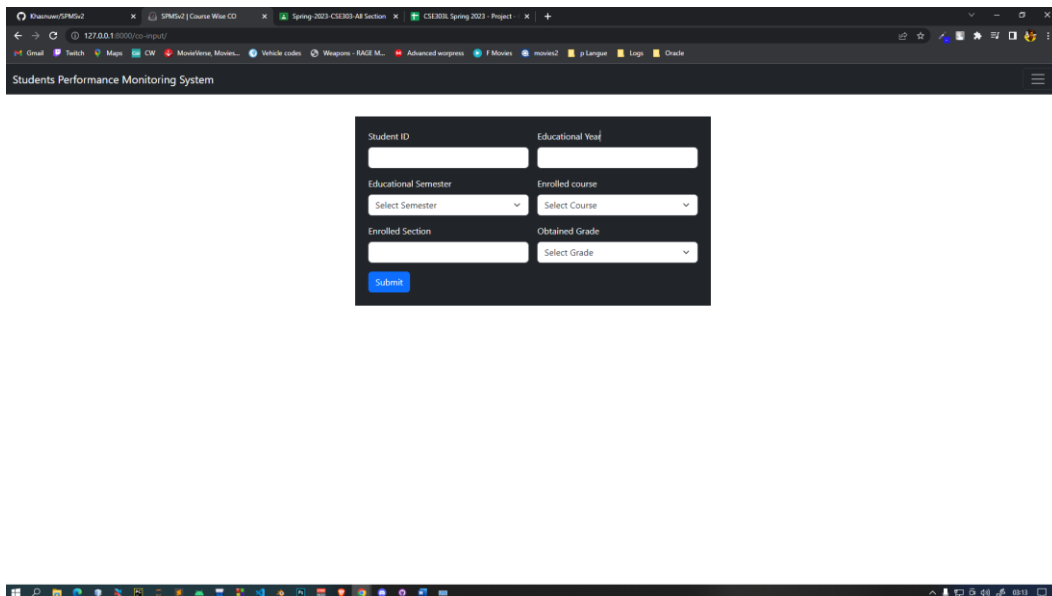 Khasnuwe/SPMSv2 SPMSv2 | Course Wise CO Spring-2023-CSE303-All Section CSE303L Spring 2023 - Project -
127.0.0.1:8000/co-input/
Gmail Twitch Maps CW MovieVerse, Movies... Vehicle codes Weapons - RAGE M... Advanced worpress F Movies movies2 p Langue Logs Oracle
Students Performance Monitoring System
Student ID Educational Year
Educational Semester Enrolled course
Select Semester Select Course
Enrolled Section Obtained Grade
Select Grade
Submit
03:13